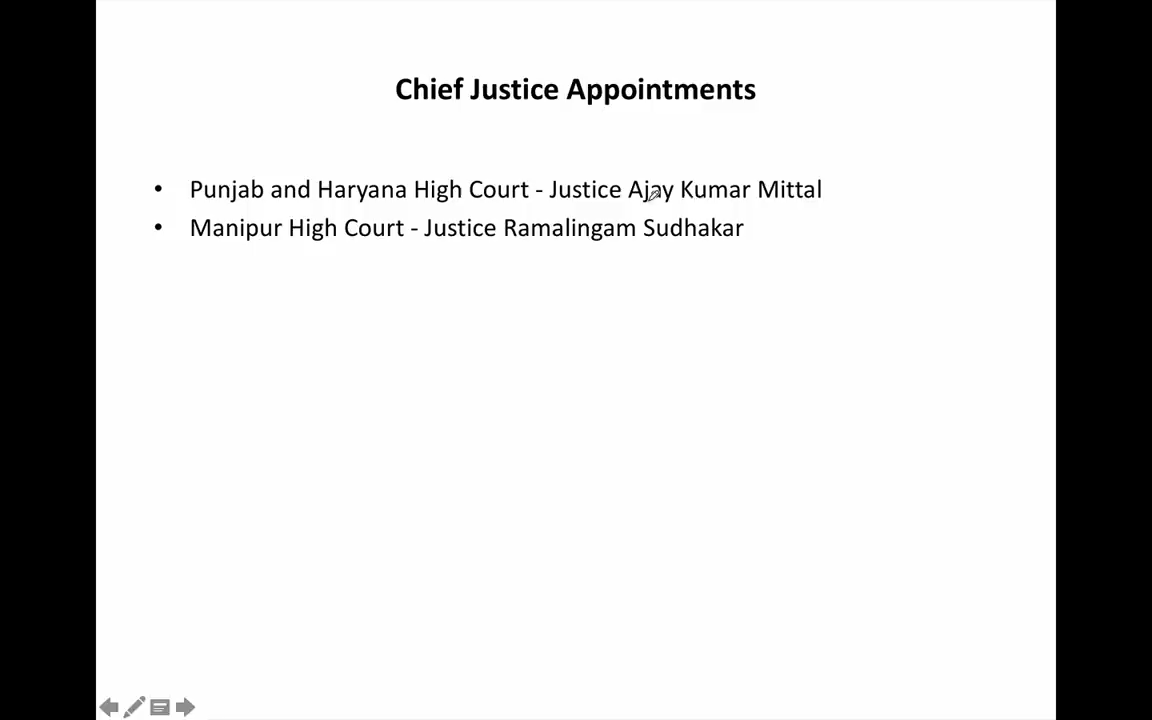 Chief Justice Appointments
• Punjab and Haryana High Court - Justice Ajay Kumar Mittal
• Manipur High Court - Justice Ramalingam Sudhakar